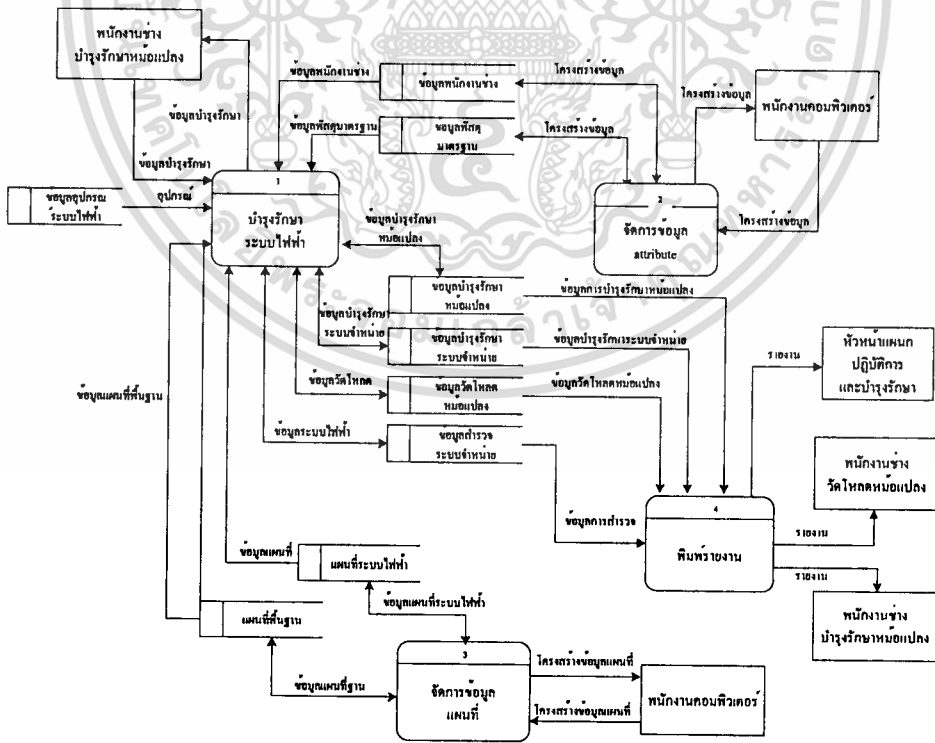 พนักงานช่าง
บำรุงรักษาหม้อแปลง
ข้อมูลบำรุงรักษา
ข้อมูลบำรุงรักษา
ข้อมูลพนักงานช่าง
ข้อมูลพนักงานช่าง
โครงสร้างข้อมูล
ข้อมูลพัสดุมาตรฐาน
ข้อมูลพัสดุ
มาตรฐาน
โครงสร้างข้อมูล
โครงสร้างข้อมูล
พนักงานคอมพิวเตอร์
โครงสร้างข้อมูล
ข้อมูลอุปกรณ์
ระบบไฟฟ้า
อุปกรณ์
1
บำรุงรักษา
ระบบไฟฟ้า
2
จัดการข้อมูล
attribute
ข้อมูลบำรุงรักษา
หม้อแปลง
ข้อมูลบำรุงรักษา
หม้อแปลง
ข้อมูลการบำรุงรักษาหม้อแปลง
ข้อมูลบำรุงรักษา
ระบบจำหน่าย
ข้อมูลบำรุงรักษา
ระบบจำหน่าย
ข้อมูลบำรุงรักษาระบบจำหน่าย
ข้อมูลวัดโหลด
ข้อมูลวัดโหลด
หม้อแปลง
ข้อมูลวัดโหลดหม้อแปลง
ข้อมูลระบบไฟฟ้า
ข้อมูลสำรวจ
ระบบจำหน่าย
ข้อมูลการสำรวจ
รายงาน
หัวหน้าแผนก
ปฏิบัติการ
และบำรุงรักษา
พนักงานช่าง
วัดโหลดหม้อแปลง
4
พิมพ์รายงาน
รายงาน
รายงาน
พนักงานช่าง
บำรุงรักษาหม้อแปลง
ข้อมูลแผนที่พื้นฐาน
ข้อมูลแผนที่
แผนที่ระบบไฟฟ้า
ข้อมูลแผนที่ระบบไฟฟ้า
แผนที่พื้นฐาน
ข้อมูลแผนที่ฐาน
3
จัดการข้อมูล
แผนที่
โครงสร้างข้อมูลแผนที่
โครงสร้างข้อมูลแผนที่
พนักงานคอมพิวเตอร์